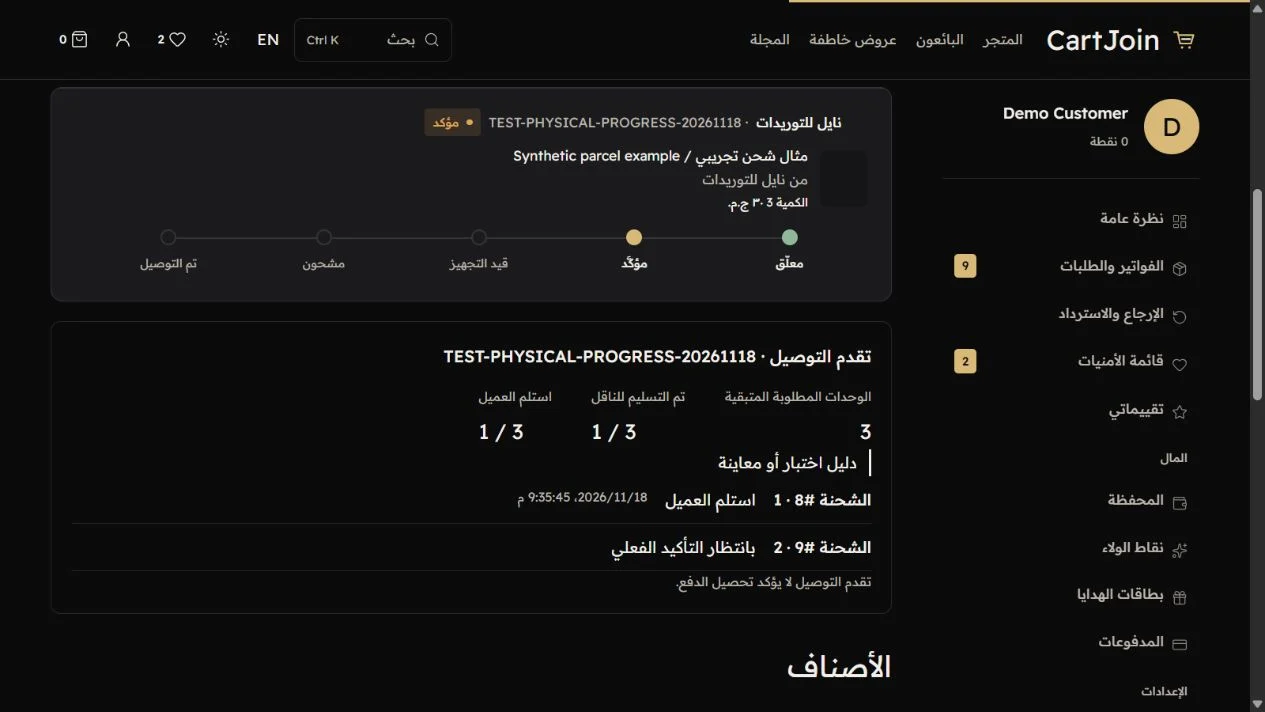 CartJoin
المتجر
البائعون
عروض خاطفة
المجلة
بحث
Ctrl K
EN
2
0
Demo Customer
0 نقطة
D
نظرة عامة
الفواتير والطلبات
9
الإرجاع والاسترداد
قائمة الأمنيات
2
تقييماتي
المال
المحفظة
نقاط الولاء
بطاقات الهدايا
المدفوعات
الإعدادات
نايل للتوريدات · TEST-PHYSICAL-PROGRESS-20261118 مؤكد
مثال شحن تجريبي / Synthetic parcel example
من نايل للتوريدات
الكمية 3 · ٣٠ ج.م.
معلّق
مؤكّد
قيد التجهيز
مشحون
تم التوصيل
تقدم التوصيل · TEST-PHYSICAL-PROGRESS-20261118
الوحدات المطلوبة المتبقية
3
تم التسليم للناقل
1 / 3
استلم العميل
1 / 3
دليل اختبار أو معاينة
الشحنة #8 · 1 استلم العميل 2026/11/18، 9:35:45 م
الشحنة #9 · 2 بانتظار التأكيد الفعلي
تقدم التوصيل لا يؤكد تحصيل الدفع.
الأصناف